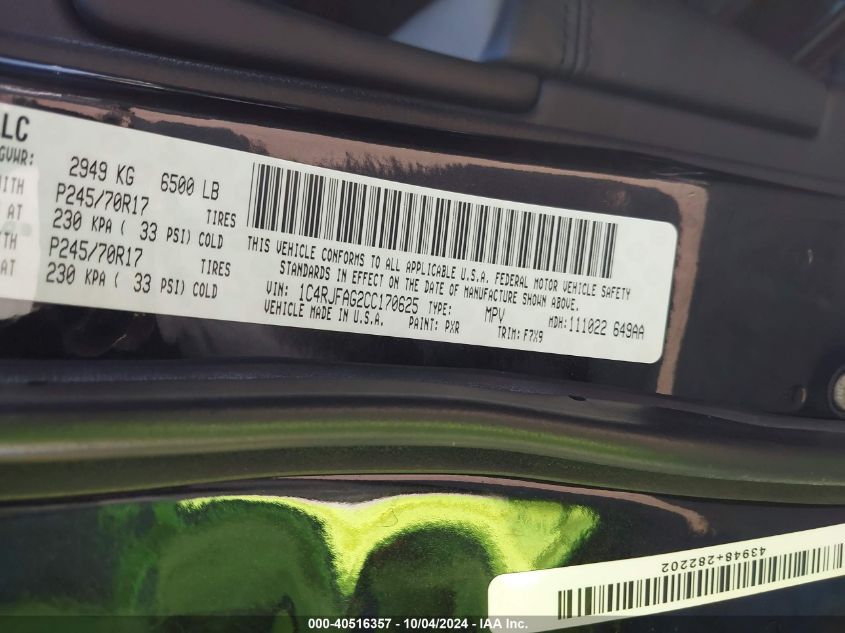 LC
GVWR: 2949 KG 6500 LB
WITH P245/70R17 TIRES
AT 230 KPA ( 33 PSI) COLD
TH P245/70R17 TIRES
AT 230 KPA ( 33 PSI) COLD
THIS VEHICLE CONFORMS TO ALL APPLICABLE U.S.A. FEDERAL MOTOR VEHICLE SAFETY
STANDARDS IN EFFECT ON THE DATE OF MANUFACTURE SHOWN ABOVE.
VIN: 1C4RJFAG2CC170625 TYPE: MPV MDH:111022 649AA
VEHICLE MADE IN U.S.A. PAINT: PXR TRIM: F7X9
43948+282202
000-40516357 • 10/04/2024 • IAA Inc.